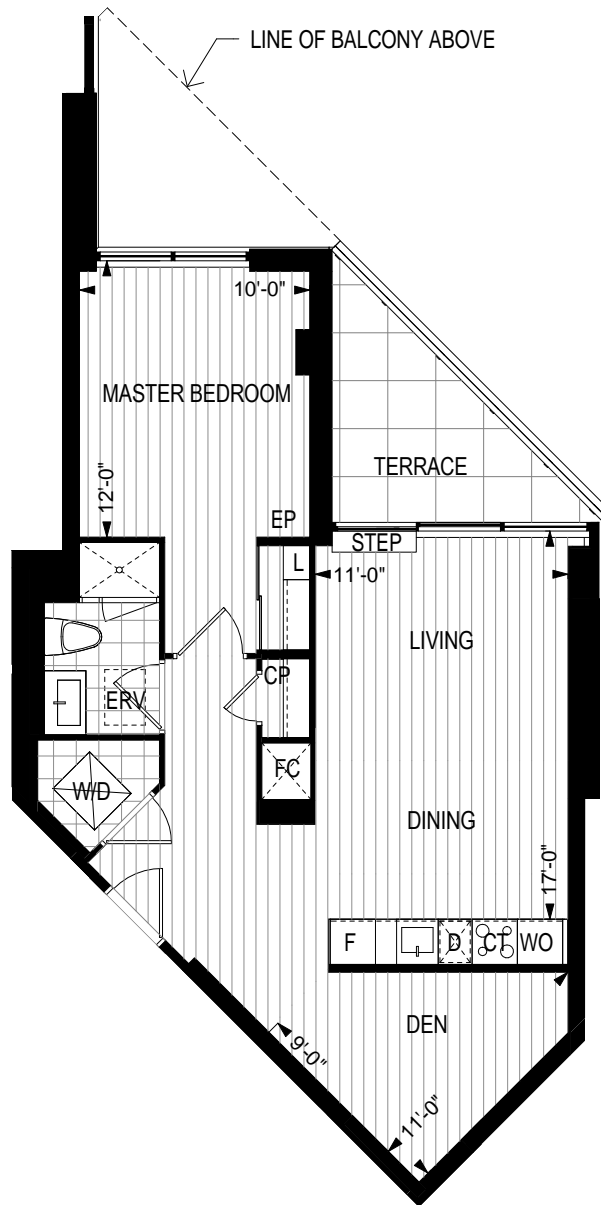 LINE OF BALCONY ABOVE
10'-0"
MASTER BEDROOM
12'-0"
TERRACE
EP
STEP
L
11'-0"
LIVING
CP
ERV
FC
W/D
DINING
17'-0"
F
D
CT
WO
DEN
9'-0"
11'-0"